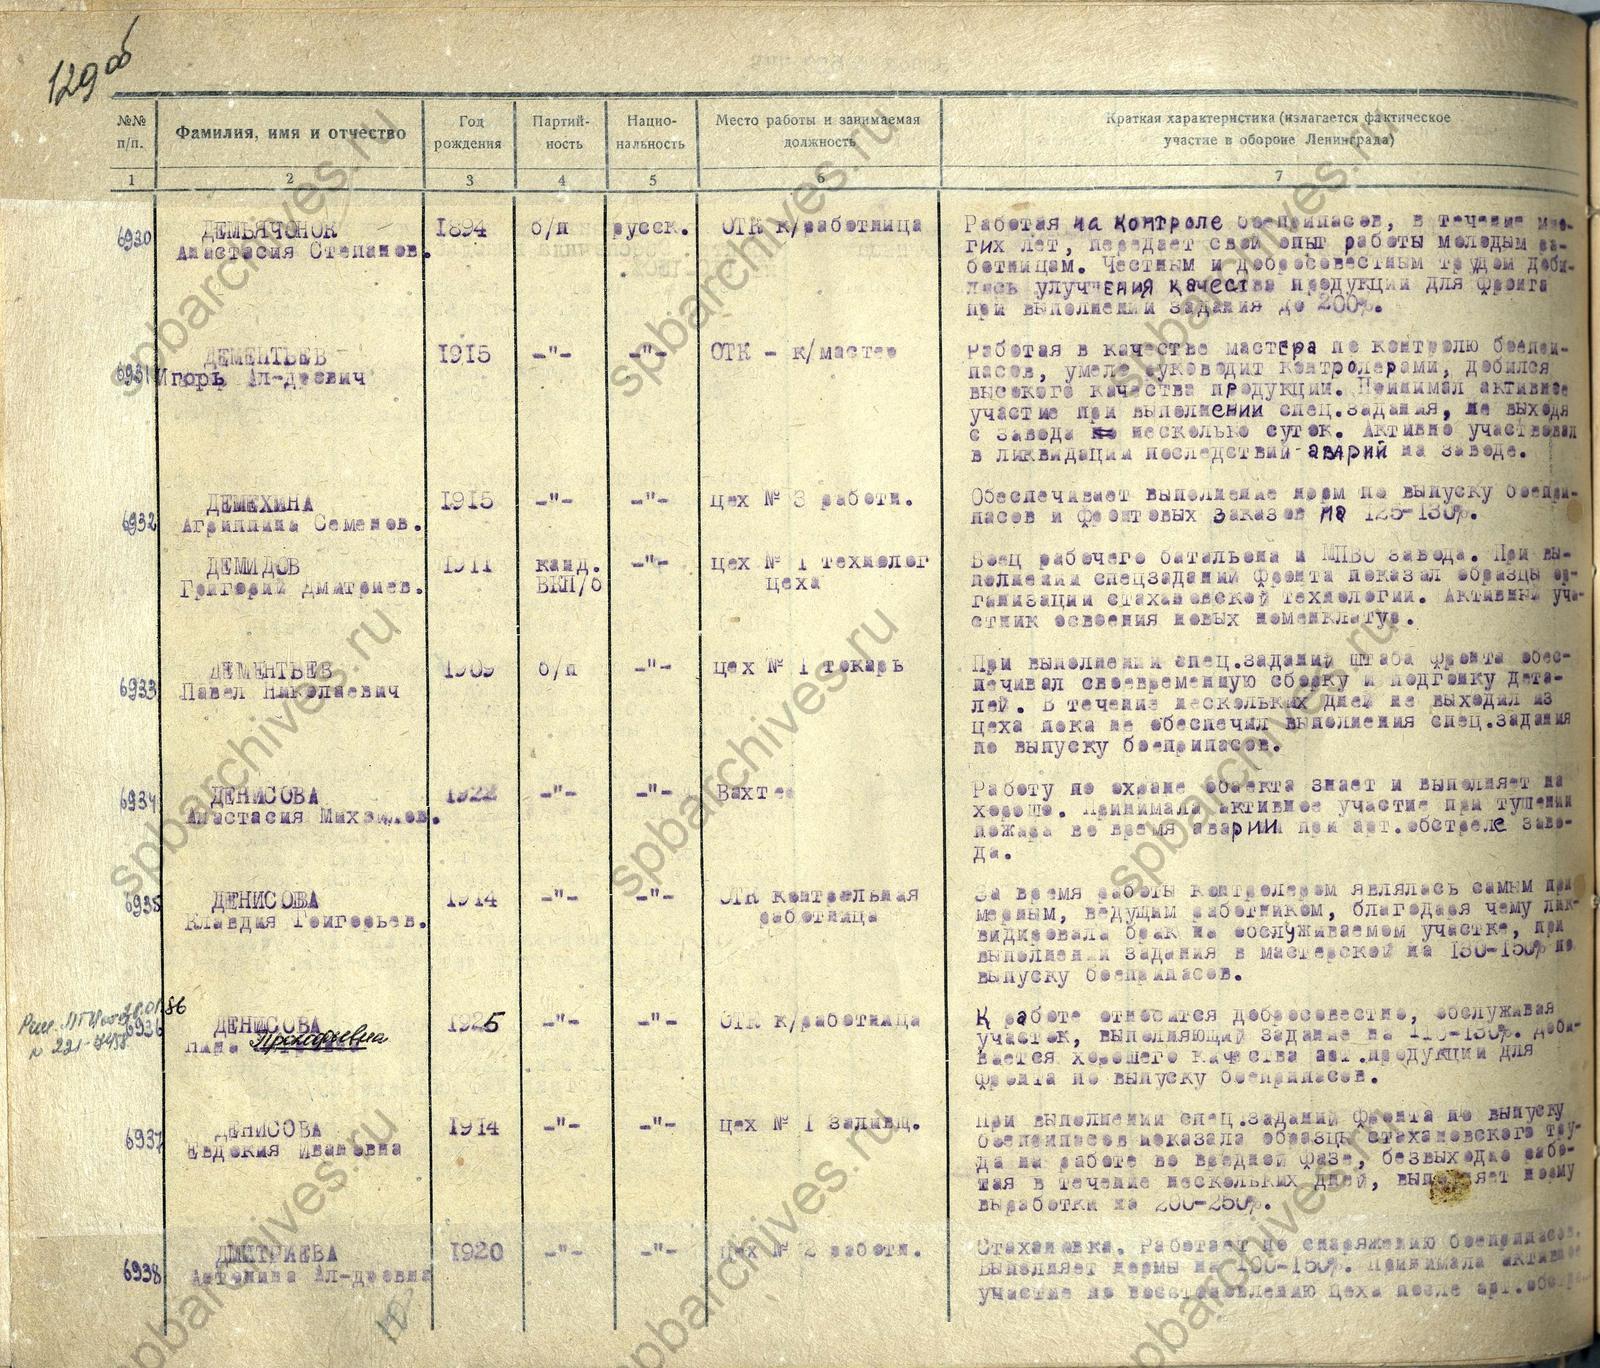 129 об
№№ п/п. Фамилия, имя и отчество Год рождения Партий-ность Нацио-нальность Место работы и занимаемая должность Краткая характеристика (излагается фактическое участие в обороне Ленинграда)
1 2 3 4 5 6 7
6930 ДЕМЬЯЧОНОК 1894 б/п русск. ОТК к/работница Работая на контроле боеприпасов, в течение мно-
Анастасия Степанов. гих лет, передает свой опыт работы молодым ра-
ботницам. Честным и добросовестным трудом доби-
лась улучшения качества продукции для фронта
при выполнении задания до 200%.
6931 ДЕМЕНТЬЕВ 1915 -"- -"- ОТК - к/мастер Работая в качестве мастера по контролю боепри-
Игорь Ал-дрович пасов, умело руководит контролерами, добился
высокого качества продукции. Принимал активное
участие при выполнении спец.задания, не выходя
с завода несколько суток. Активно участвовал
в ликвидации последствий аварий на заводе.
6932 ДЕМЕХИНА 1915 -"- -"- цех № 3 работн. Обеспечивает выполнение норм по выпуску боепри-
Агриппина Семенов. пасов и фронтовых заказов на 125-130%.
6933 ДЕМИДОВ 1911 канд. -"- цех № 1 технолог Боец рабочего батальона и МПВО завода. При вы-
Григорий Дмитриев. ВКП/б цеха полнении спецзаданий фронта показал образцы ор-
ганизации стахановской технологии. Активный уча-
стник освоения новых номенклатур.
6933 ДЕМЕНТЬЕВ 1909 б/п -"- цех № 1 токарь При выполнении спец.заданий штаба фронта обес-
Павел Николаевич печивал своевременную сборку и подгонку дета-
лей. В течение нескольких дней не выходил из
цеха пока не обеспечил выполнения спец.задания
по выпуску боеприпасов.
6934 ДЕНИСОВА 1922 -"- -"- Вахтер Работу по охране объекта знает и выполняет на
Анастасия Михайлов. хорошо. Принимала активное участие при тушении
пожара во время аварии при арт.обстреле заво-
да.
6935 ДЕНИСОВА 1914 -"- -"- ОТК контрольная За время работы контролером являлась самым при
Клавдия Григорьев. работница мерным, ведущим работником, благодаря чему лик-
видировала брак на обслуживаемом участке, при
выполнении задания в мастерской на 130-150% по
выпуску боеприпасов.
6936 ДЕНИСОВА 1925 -"- -"- ОТК к/работница К работе относится добросовестно, обслуживая
Нина Прокофьевна участок, выполняющий задание на 110-130%. Доби-
вается хорошего качества авт.продукции для
фронта по выпуску боеприпасов.
6937 ДЕНИСОВА 1914 -"- -"- цех № 1 заливщ. При выполнении спец.заданий фронта по выпуску
Евдокия Ивановна боеприпасов показала образцы стахановского тру-
да на работе во вредной фазе, безвыходно рабо-
тая в течение нескольких дней, выполняет норму
выработки на 200-250%.
6938 ДМИТРИЕВА 1920 -"- -"- цех № 2 работн. Стахановка. Работает по снаряжению боеприпасов.
Антонина Ал-дровна Выполняет нормы на 100-150%. Принимала активное
участие по восстановлению цеха после арт.обстр
spbarchives.ru